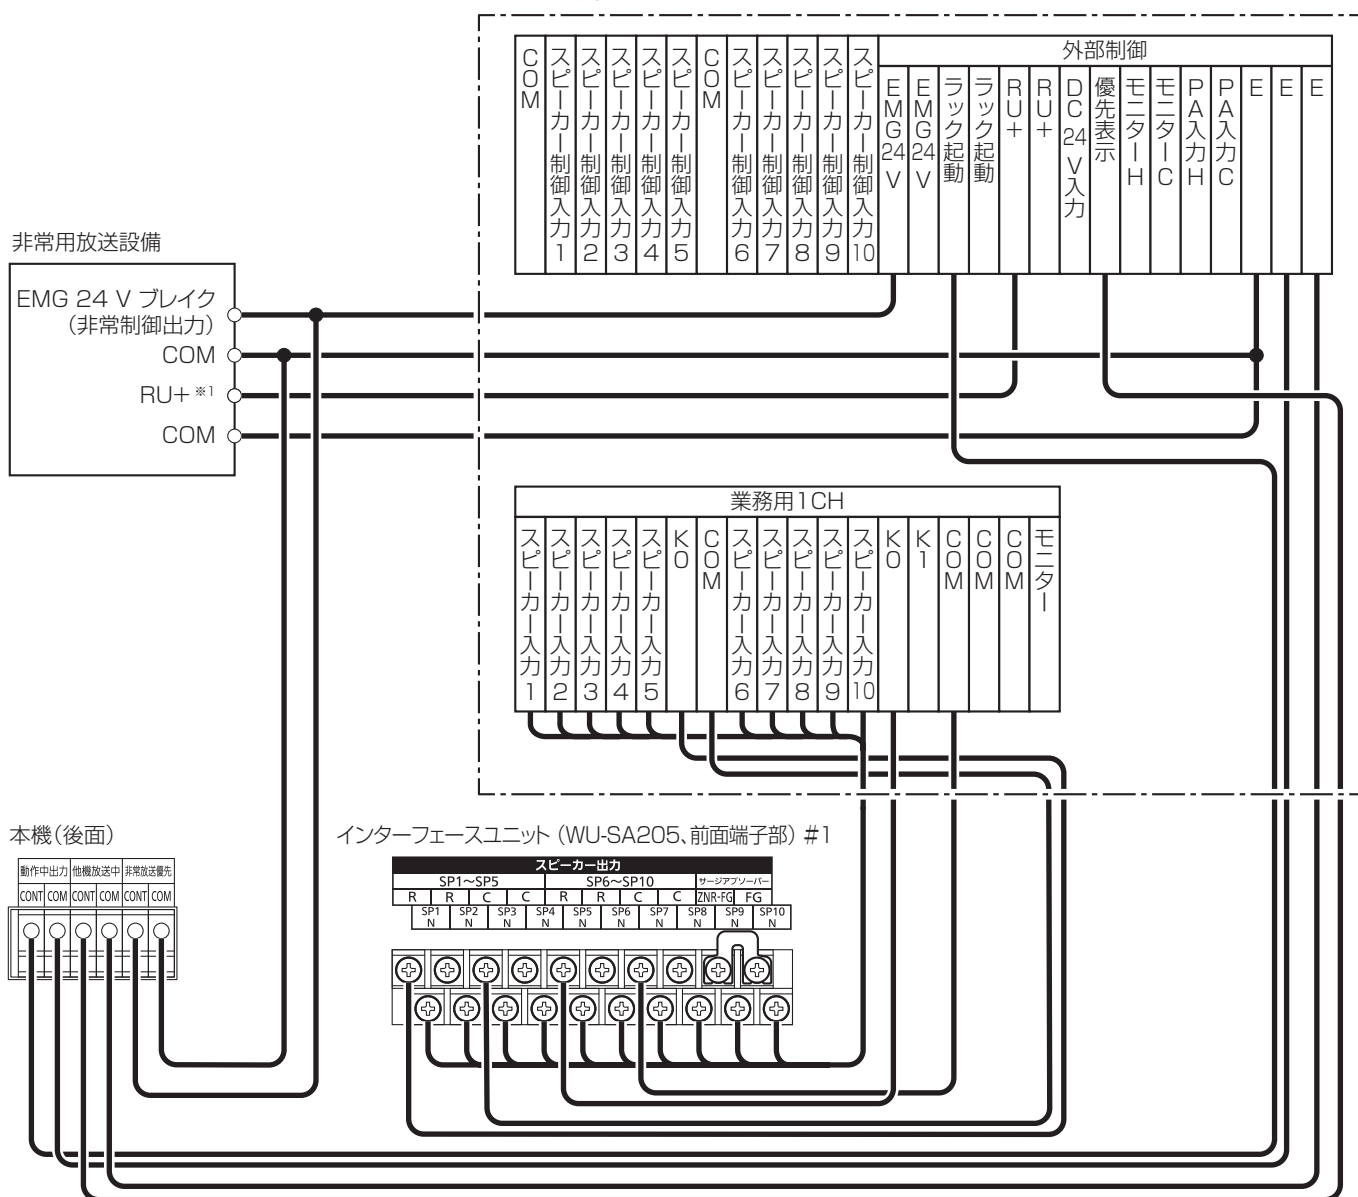 外部制御
COM
スピーカー制御入力1
スピーカー制御入力2
スピーカー制御入力3
スピーカー制御入力4
スピーカー制御入力5
COM
スピーカー制御入力6
スピーカー制御入力7
スピーカー制御入力8
スピーカー制御入力9
スピーカー制御入力10
EMG24V
EMG24V
ラック起動
ラック起動
RU+
RU+
DC24V入力
優先表示
モニターH
モニターC
PA入力H
PA入力C
E
E
E
非常用放送設備
EMG 24 V ブレイク
(非常制御出力)
COM
RU+ ※1
COM
業務用1CH
スピーカー入力1
スピーカー入力2
スピーカー入力3
スピーカー入力4
スピーカー入力5
K0
COM
スピーカー入力6
スピーカー入力7
スピーカー入力8
スピーカー入力9
スピーカー入力10
K0
K1
COM
COM
COM
モニター
本機(後面)
動作中出力 他機放送中 非常放送優先
CONT COM CONT COM CONT COM
インターフェースユニット(WU-SA205、前面端子部)#1
スピーカー出力
SP1~SP5 SP6~SP10 サージアブソーバー
R R C C R R C C ZNR-FG FG
SP1 SP2 SP3 SP4 SP5 SP6 SP7 SP8 SP9 SP10
N N N N N N N N N N